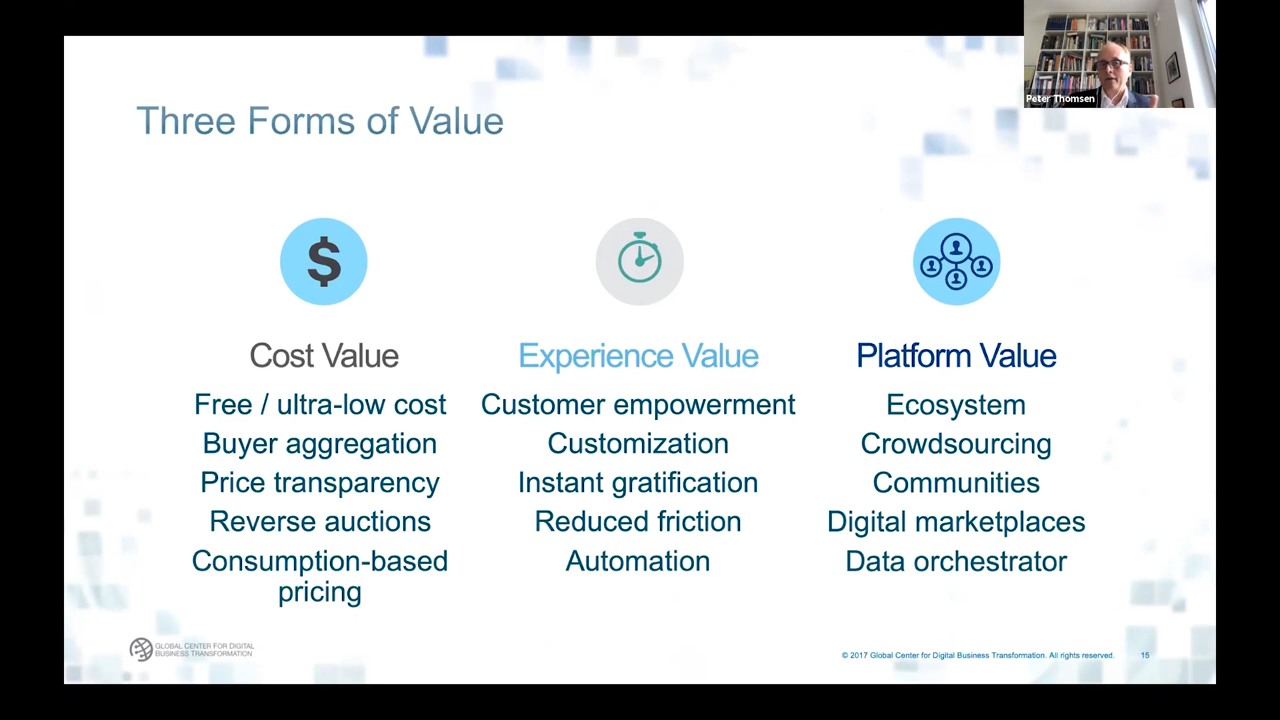 Peter Thomsen
Three Forms of Value
$
Cost Value
Free / ultra-low cost
Buyer aggregation
Price transparency
Reverse auctions
Consumption-based
pricing
Experience Value
Customer empowerment
Customization
Instant gratification
Reduced friction
Automation
Platform Value
Ecosystem
Crowdsourcing
Communities
Digital marketplaces
Data orchestrator
GLOBAL CENTER FOR DIGITAL
BUSINESS TRANSFORMATION
© 2017 Global Center for Digital Business Transformation. All rights reserved.
15